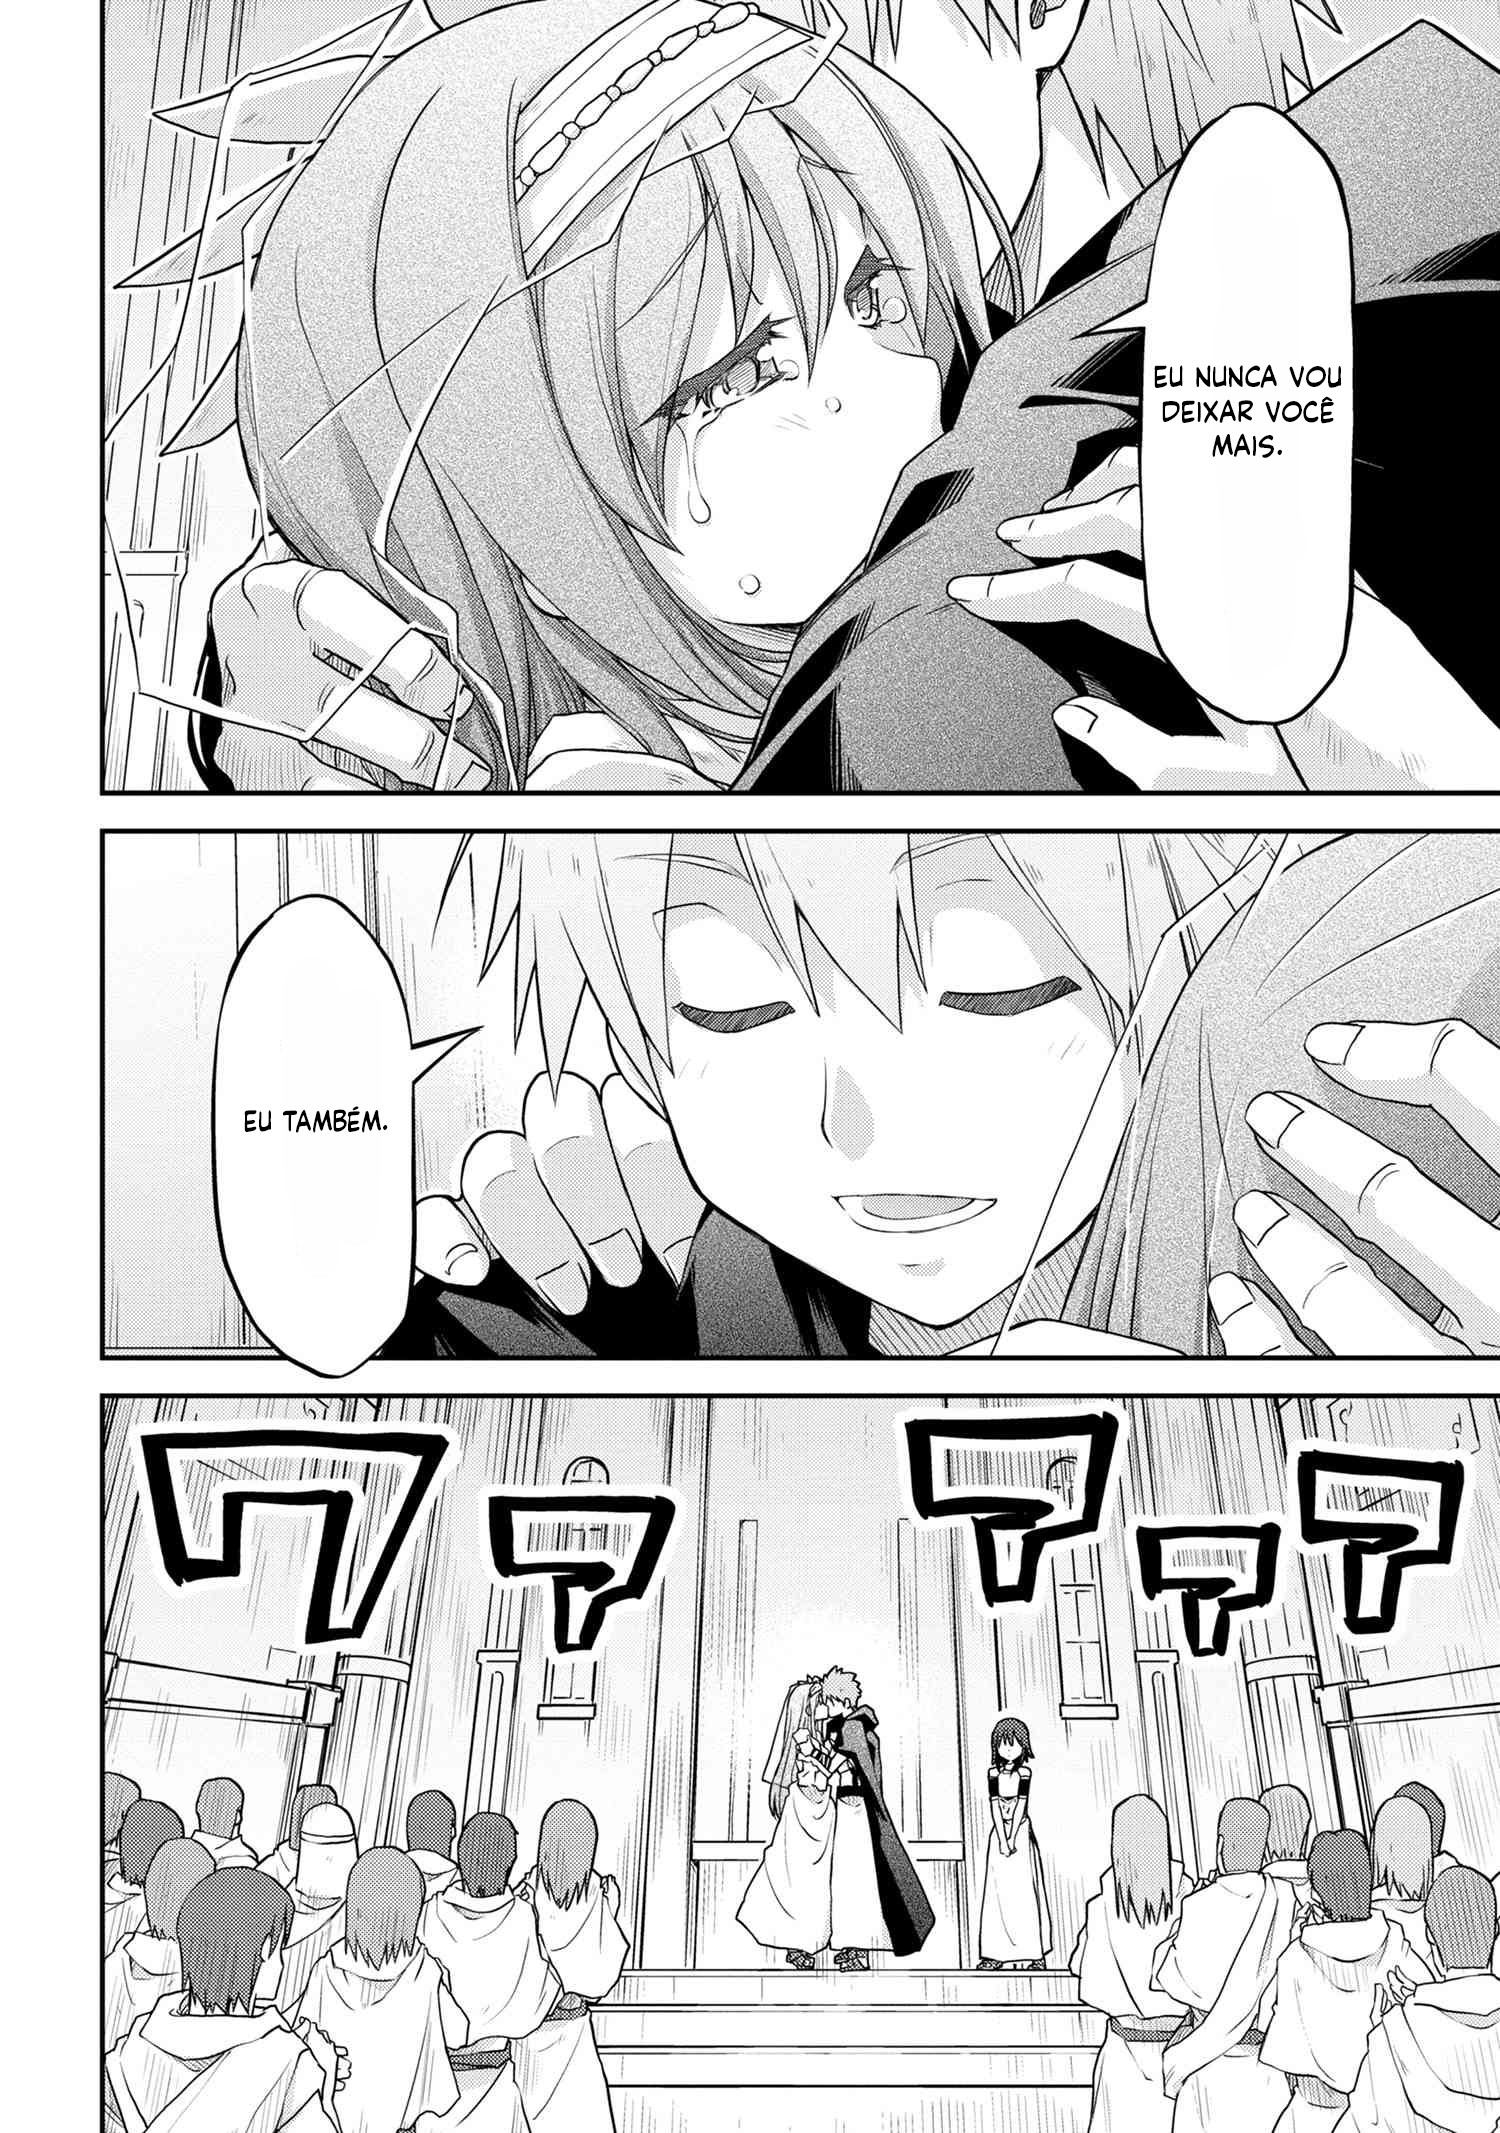 EU NUNCA VOU
DEIXAR VOCÊ
MAIS.
EU TAMBÉM.
ワァァァァ